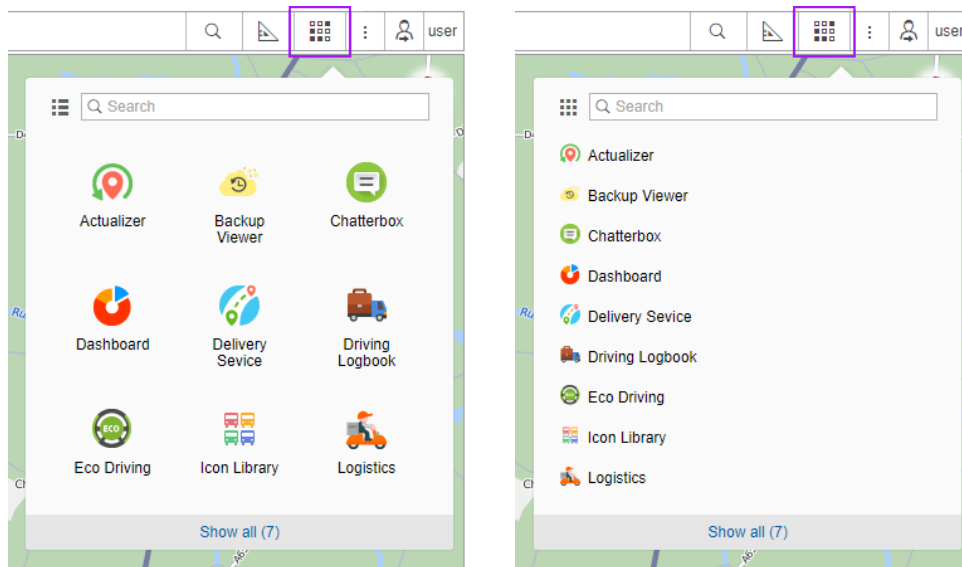 user
Search
Actualizer
Backup
Viewer
Chatterbox
Dashboard
Delivery
Sevice
Driving
Logbook
Eco Driving
ECO
Icon Library
Logistics
Show all (7)
user
Search
Actualizer
Backup Viewer
Chatterbox
Dashboard
Delivery Sevice
Driving Logbook
Eco Driving
Icon Library
Logistics
Show all (7)